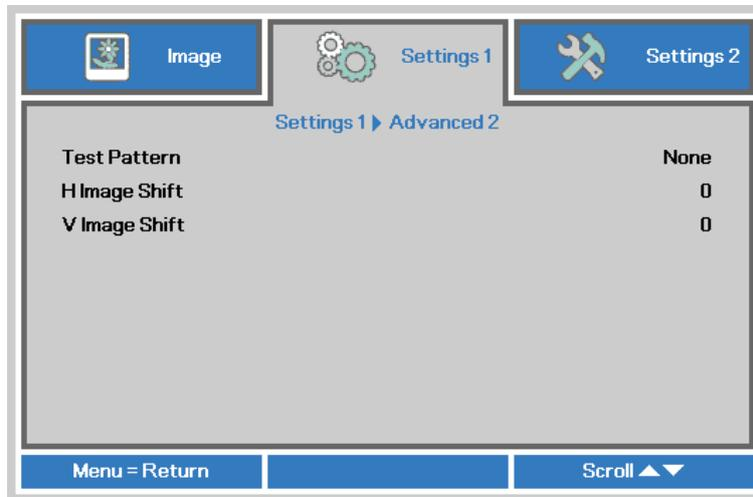 Image
Settings 1
Settings 2
Settings 1 ▶ Advanced 2
Test Pattern None
H Image Shift 0
V Image Shift 0
Menu = Return
Scroll ▲▼